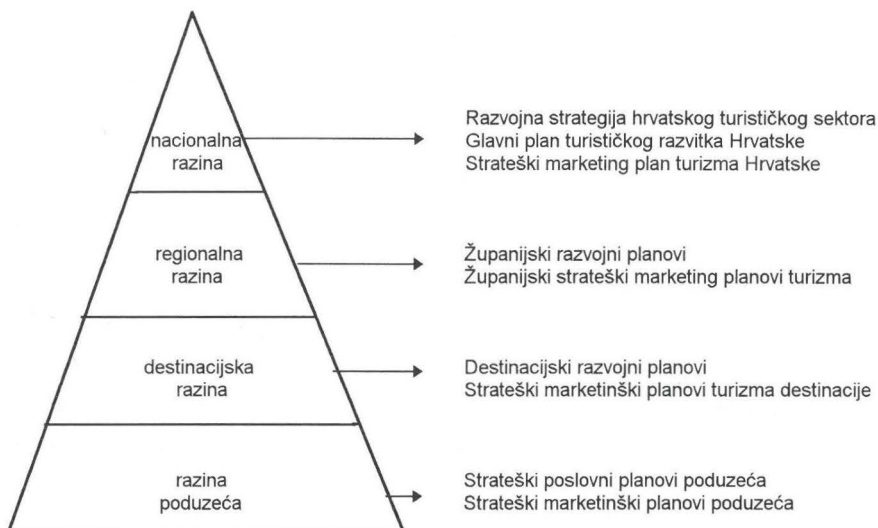 nacionalna
razina
Razvojna strategija hrvatskog turističkog sektora
Glavni plan turističkog razvitka Hrvatske
Strateški marketing plan turizma Hrvatske
regionalna
razina
Županijski razvojni planovi
Županijski strateški marketing planovi turizma
destinacijska
razina
Destinacijski razvojni planovi
Strateški marketinški planovi turizma destinacije
razina
poduzeća
Strateški poslovni planovi poduzeća
Strateški marketinški planovi poduzeća